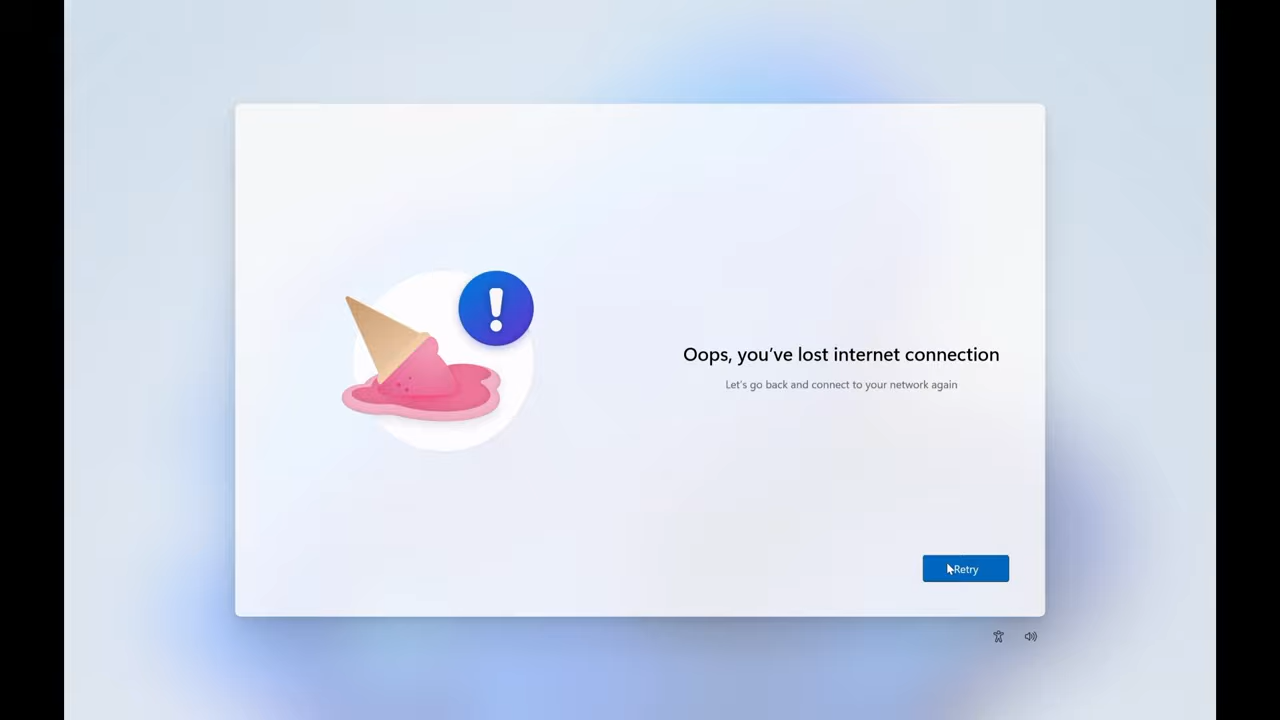 Oops, you've lost internet connection
Let's go back and connect to your network again
Retry